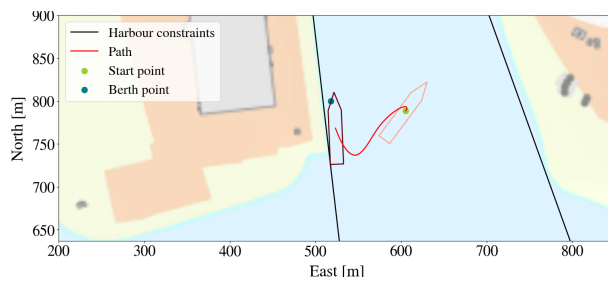 900
850
800
750
700
650
North [m]
Harbour constraints
Path
Start point
Berth point
200
300
400
500
600
700
800
East [m]